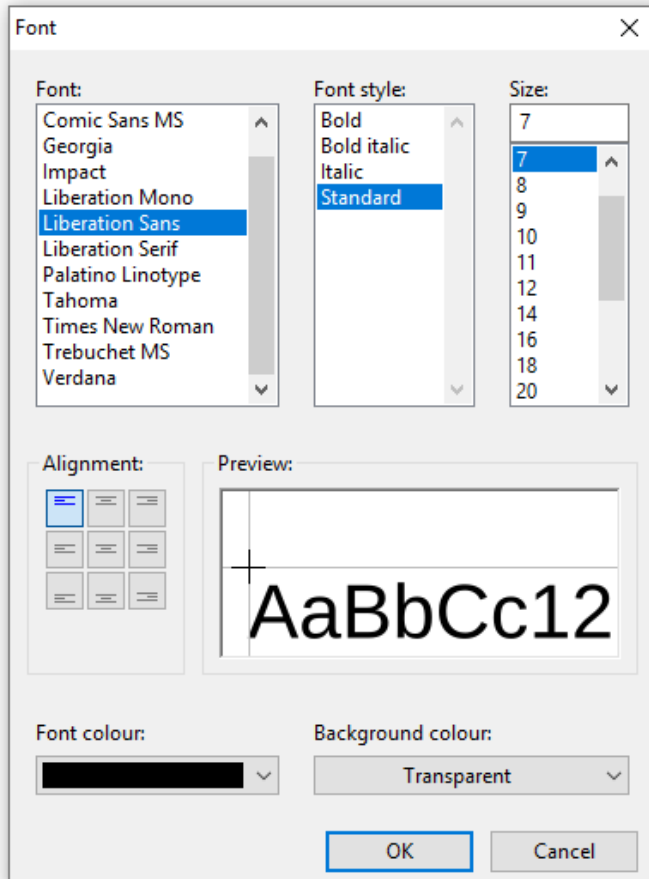 Font
Font:
Comic Sans MS
Georgia
Impact
Liberation Mono
Liberation Sans
Liberation Serif
Palatino Linotype
Tahoma
Times New Roman
Trebuchet MS
Verdana
Font style:
Bold
Bold italic
Italic
Standard
Size:
7
7
8
9
10
11
12
14
16
18
20
Alignment:
Preview:
AaBbCc12
Font colour:
Background colour:
Transparent
OK
Cancel